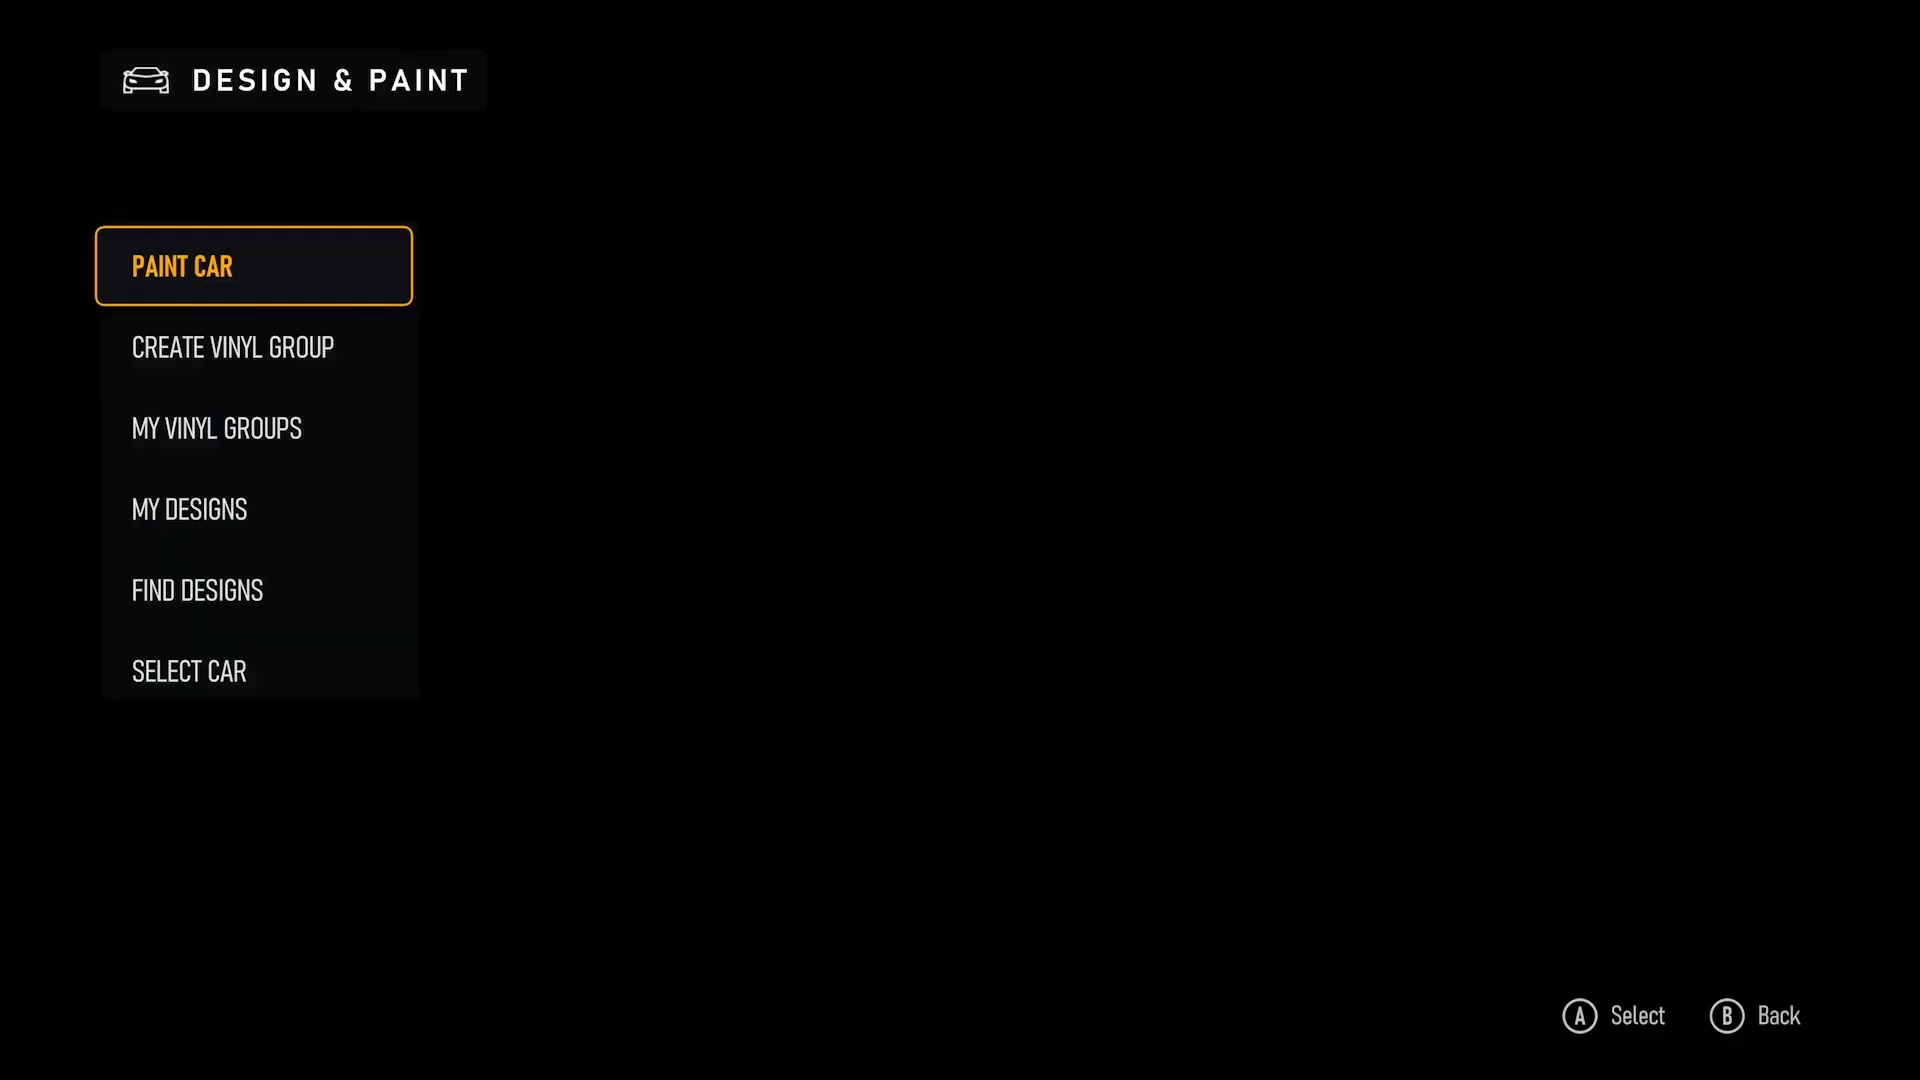 DESIGN & PAINT
PAINT CAR
CREATE VINYL GROUP
MY VINYL GROUPS
MY DESIGNS
FIND DESIGNS
SELECT CAR
A Select B Back